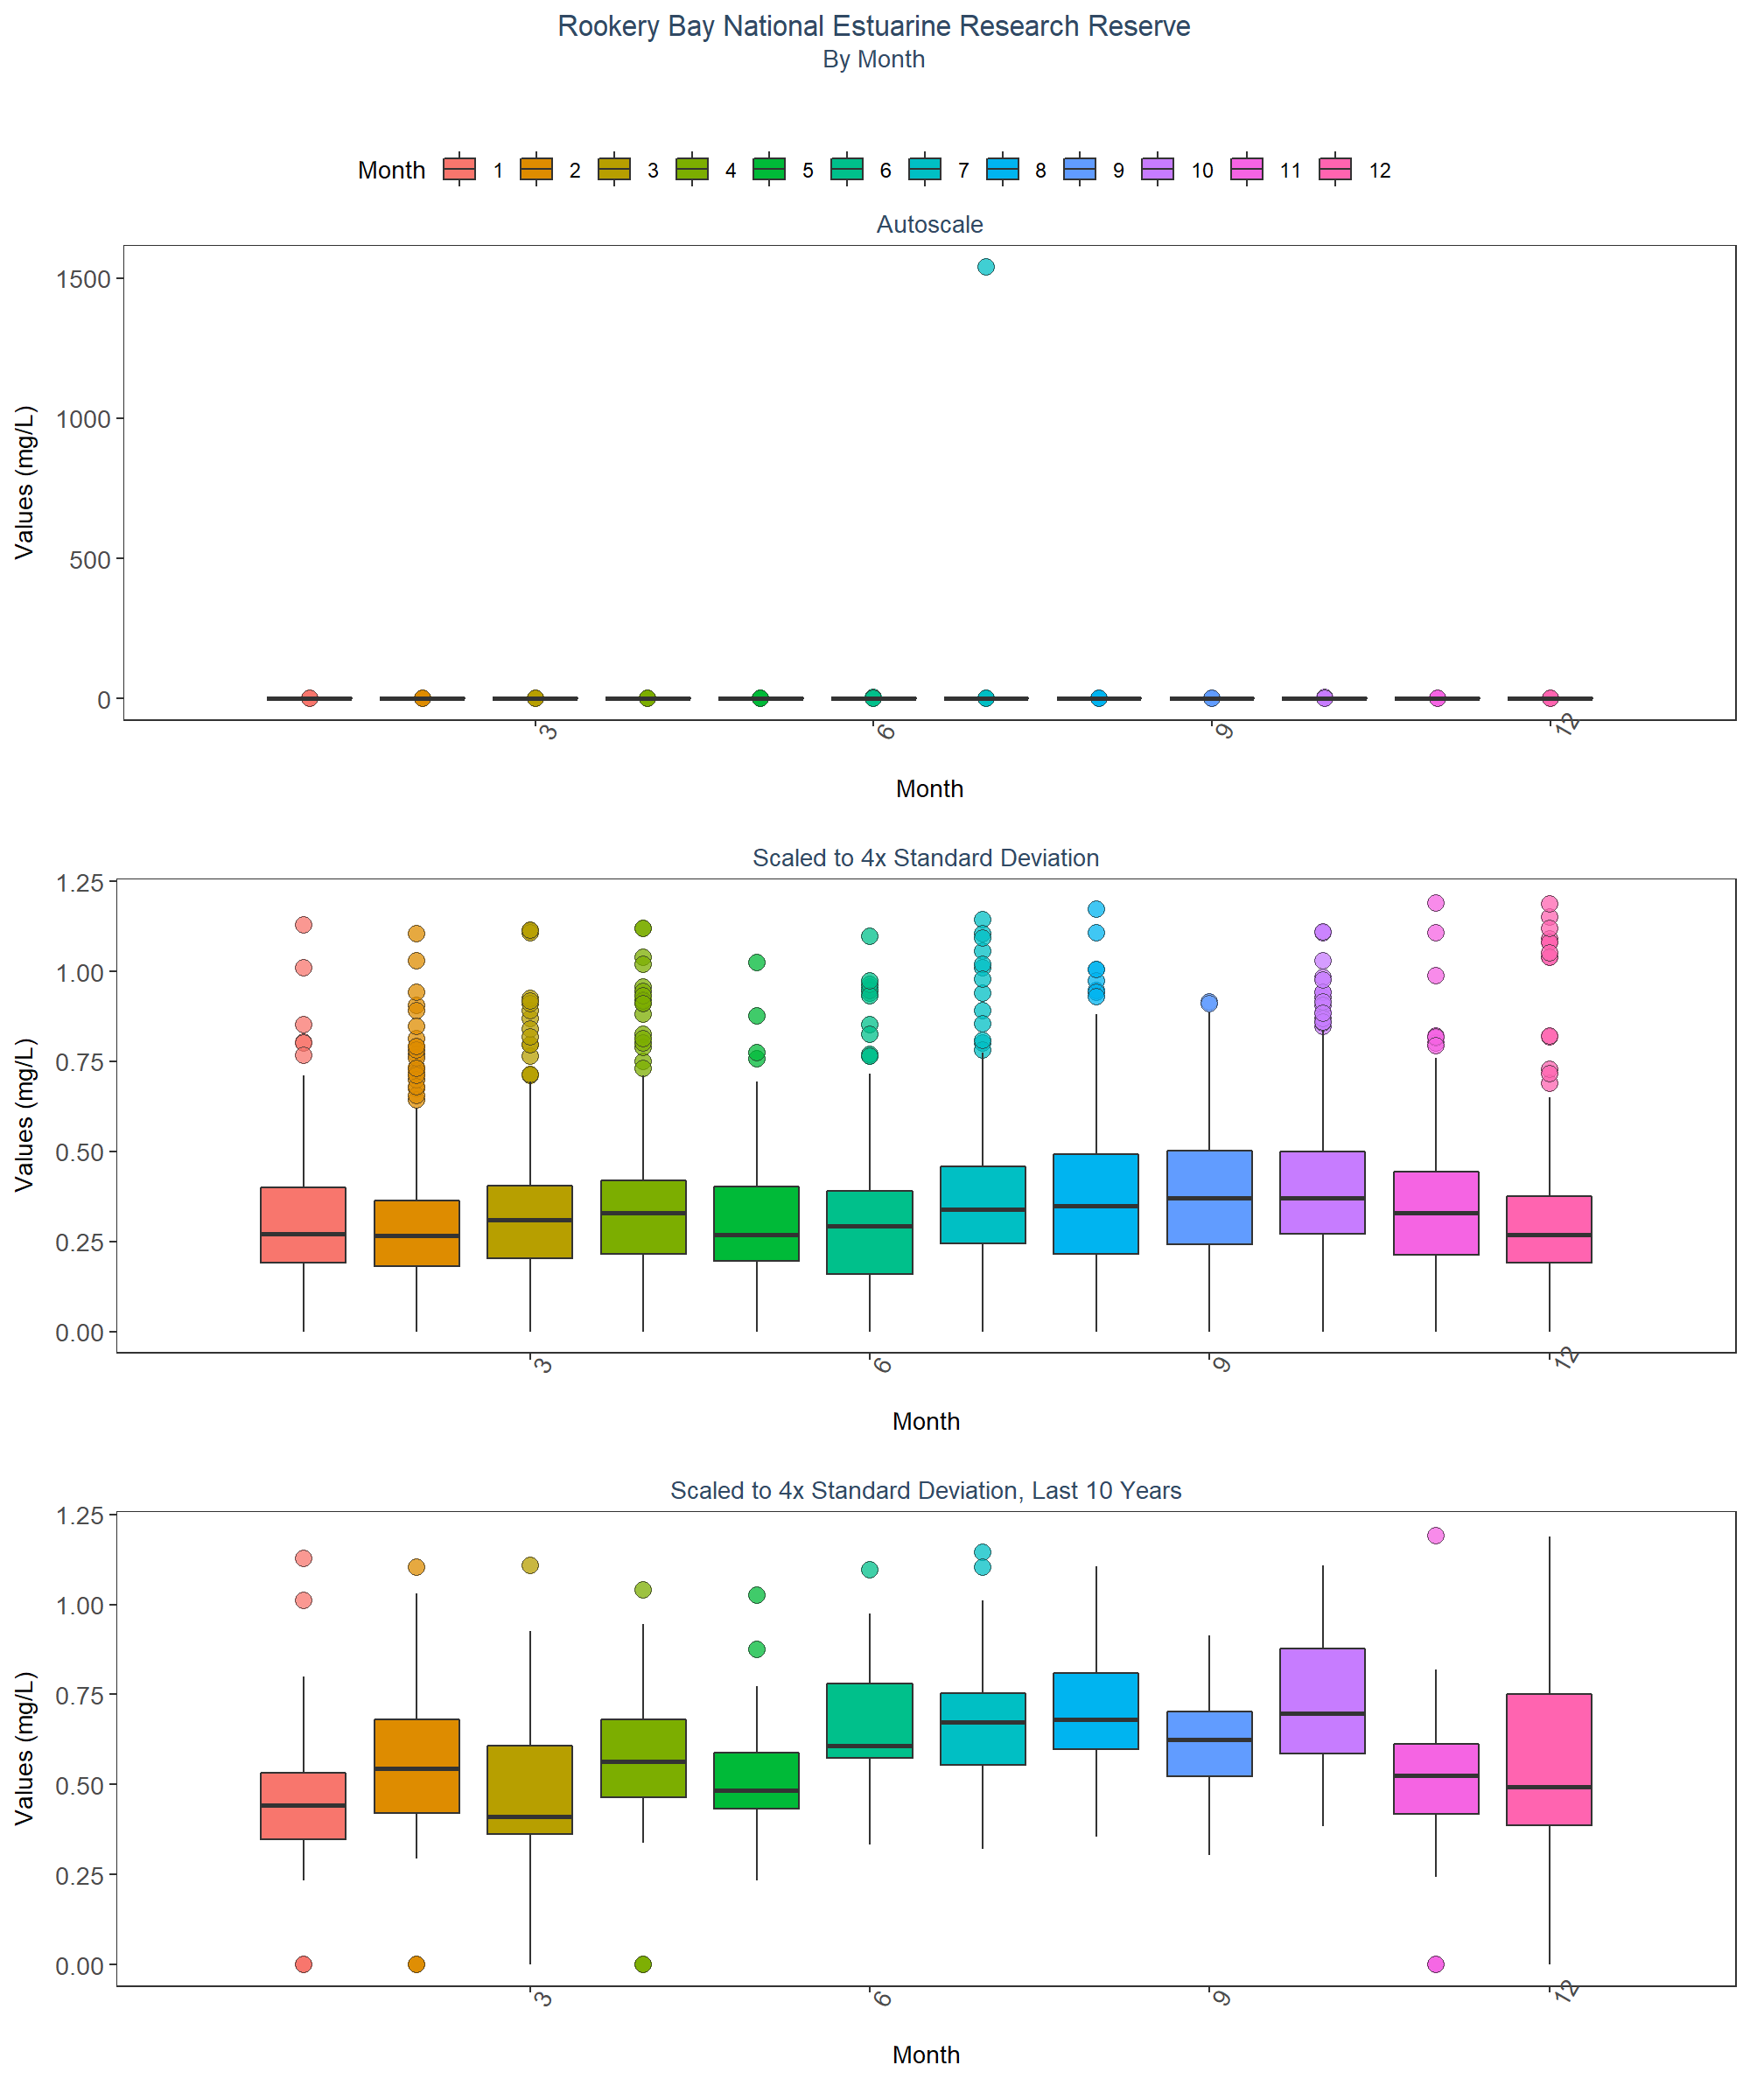 Rookery Bay National Estuarine Research Reserve
By Month
Month 1 2 3 4 5 6 7 8 9 10 11 12
Autoscale
Values (mg/L)
1500
1000
500
0
3 6 9 12
Month
Scaled to 4x Standard Deviation
Values (mg/L)
1.25
1.00
0.75
0.50
0.25
0.00
3 6 9 12
Month
Scaled to 4x Standard Deviation, Last 10 Years
Values (mg/L)
1.25
1.00
0.75
0.50
0.25
0.00
3 6 9 12
Month